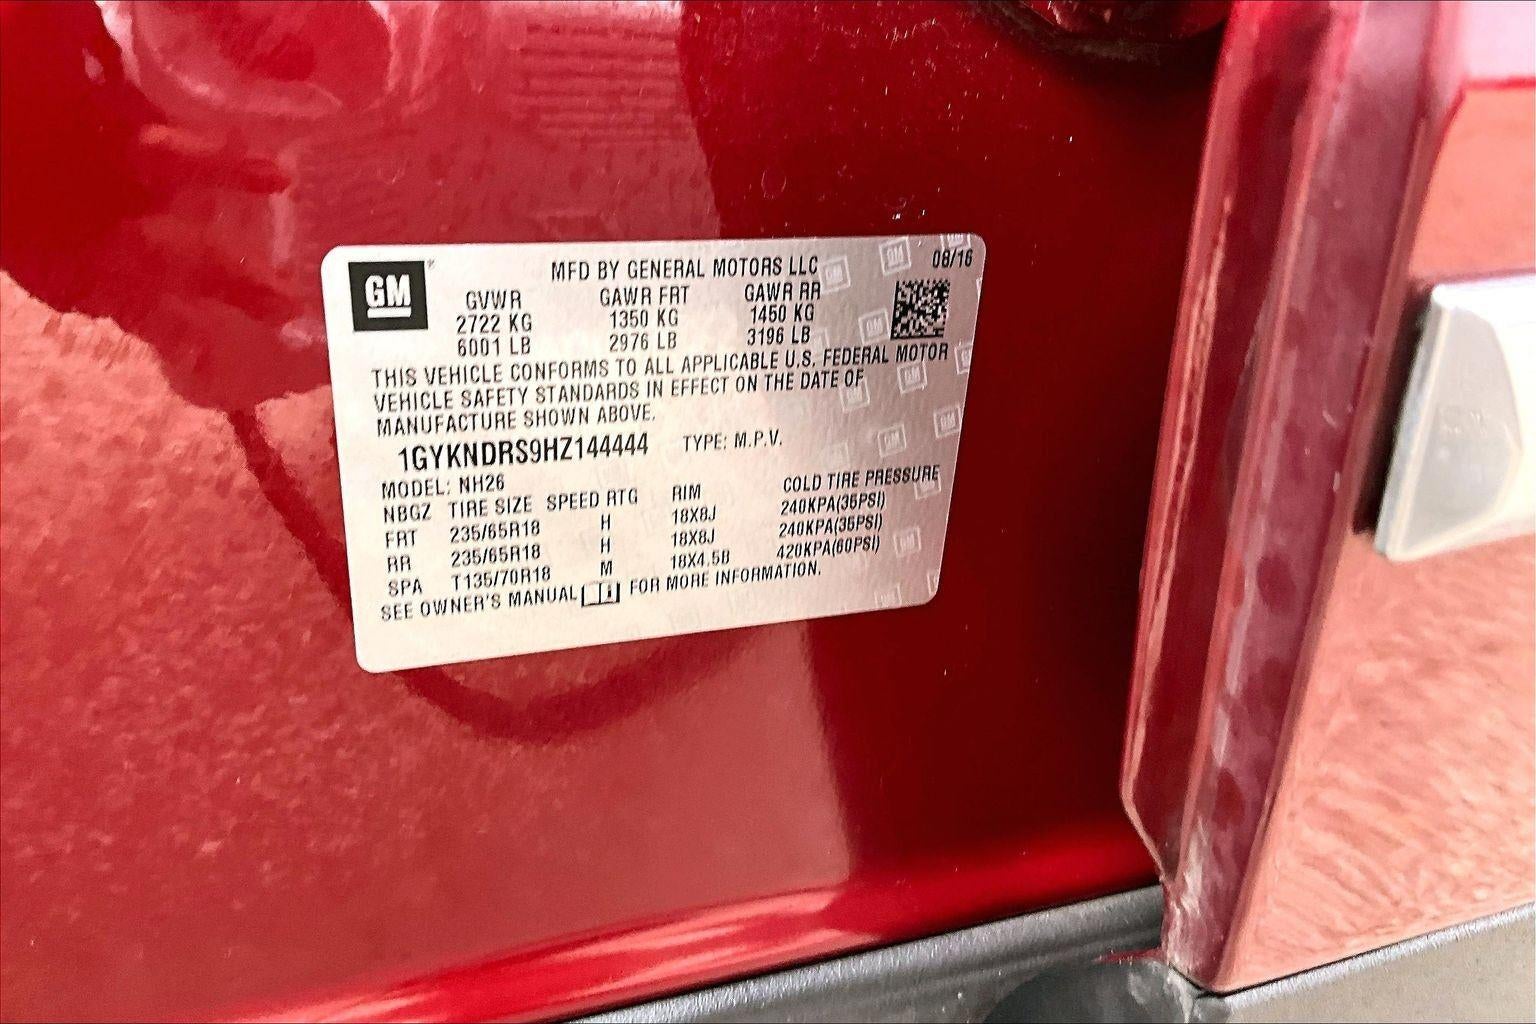 GM
MFD BY GENERAL MOTORS LLC 08/16
GVWR GAWR FRT GAWR RR
2722 KG 1350 KG 1450 KG
6001 LB 2976 LB 3196 LB
THIS VEHICLE CONFORMS TO ALL APPLICABLE U.S. FEDERAL MOTOR
VEHICLE SAFETY STANDARDS IN EFFECT ON THE DATE OF
MANUFACTURE SHOWN ABOVE.
1GYKNDRS9HZ144444 TYPE: M.P.V.
MODEL: NH26
NBGZ TIRE SIZE SPEED RTG RIM COLD TIRE PRESSURE
FRT 235/65R18 H 18X8J 240KPA(35PSI)
RR 235/65R18 H 18X8J 240KPA(35PSI)
SPA T135/70R18 M 18X4.5B 420KPA(60PSI)
SEE OWNER'S MANUAL FOR MORE INFORMATION.